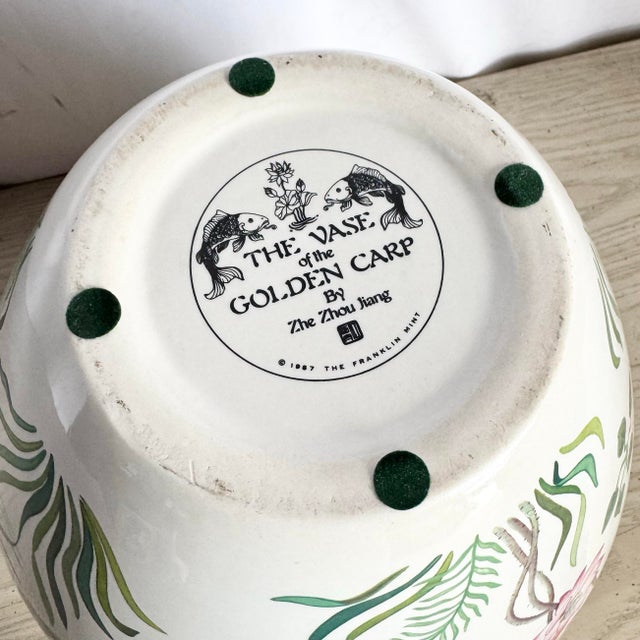 THE VASE
of the
GOLDEN CARP
By
Zhe Zhou Jiang
© 1987 THE FRANKLIN MINT